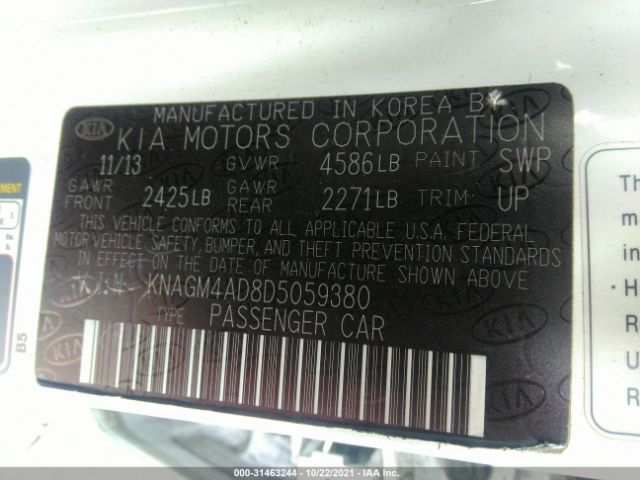 MANUFACTURED IN KOREA BY
KIA KIA MOTORS CORPORATION
11/13 GVWR 4586LB PAINT: SWP
GAWR FRONT 2425LB GAWR REAR 2271LB TRIM: UP
THIS VEHICLE CONFORMS TO ALL APPLICABLE U.S.A. FEDERAL
MOTOR VEHICLE SAFETY, BUMPER, AND THEFT PREVENTION STANDARDS
IN EFFECT ON THE DATE OF MANUFACTURE SHOWN ABOVE
V.I.N: KNAGM4AD8D5059380
TYPE: PASSENGER CAR
B5
000-31463244 - 10/22/2021 - IAA Inc.